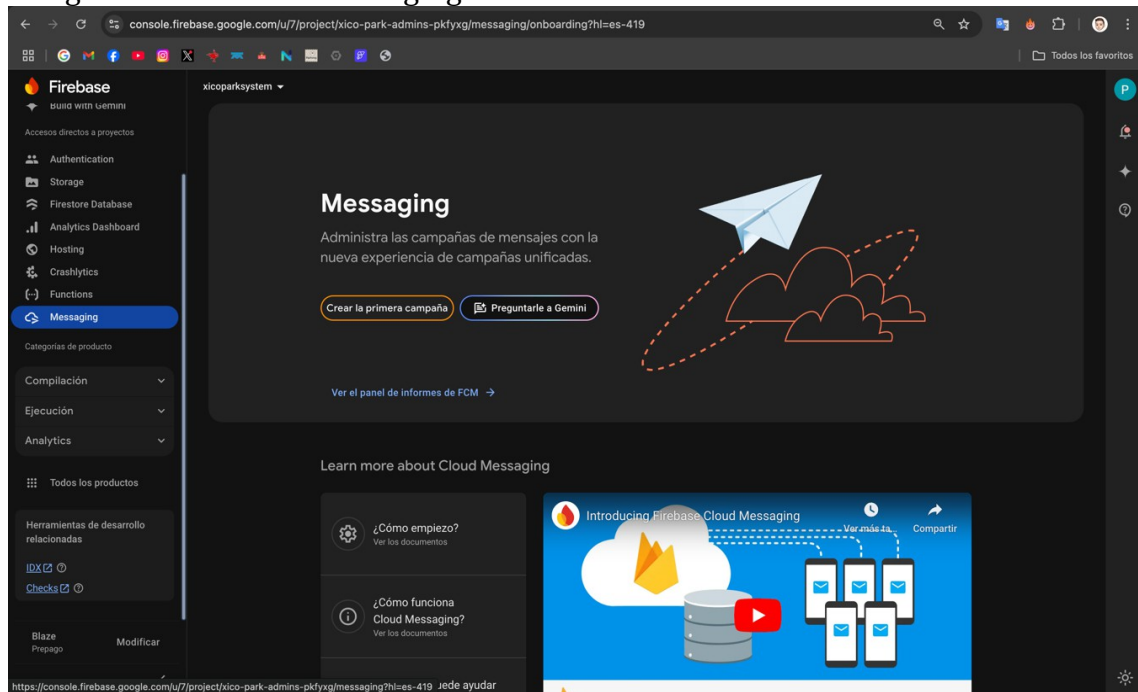 console.firebase.google.com/u/7/project/xico-park-admins-pkfyxg/messaging/onboarding?hl=es-419
Todos los favoritos
Firebase
xicoparksystem
P
Build with Gemini
Accesos directos a proyectos
Authentication
Storage
Firestore Database
Analytics Dashboard
Hosting
Crashlytics
Functions
Messaging
Categorías de producto
Compilación
Ejecución
Analytics
Todos los productos
Herramientas de desarrollo
relacionadas
IDX
Checks
Blaze
Prepago
Modificar
Messaging
Administra las campañas de mensajes con la
nueva experiencia de campañas unificadas.
Crear la primera campaña
Preguntarle a Gemini
Ver el panel de informes de FCM →
Learn more about Cloud Messaging
¿Cómo empiezo?
Ver los documentos
¿Cómo funciona
Cloud Messaging?
Ver los documentos
Introducing Firebase Cloud Messaging
Ver más ta...
Compartir
https://console.firebase.google.com/u/7/project/xico-park-admins-pkfyxg/messaging?hl=es-419
ayudar